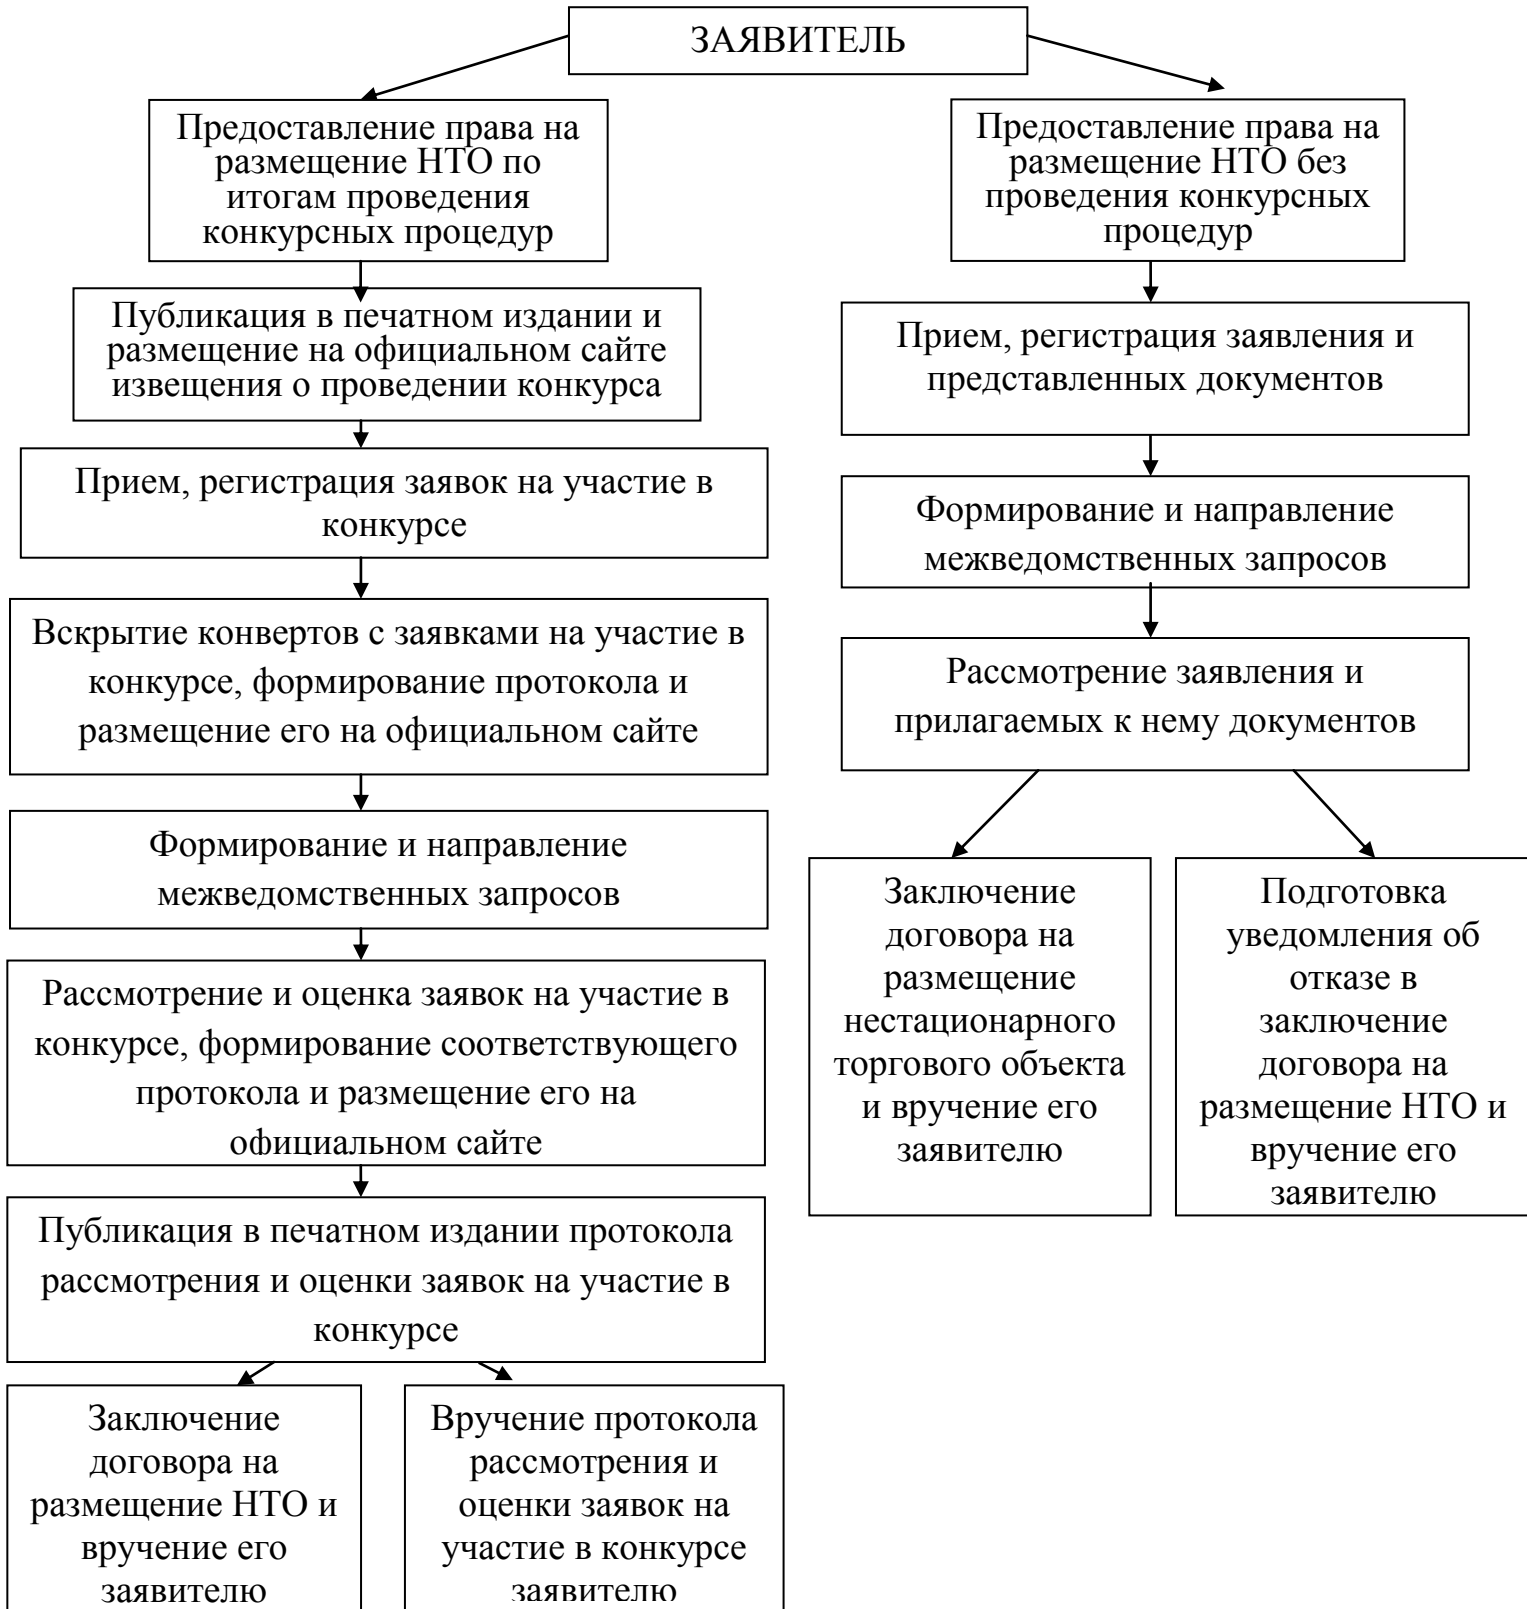 ЗАЯВИТЕЛЬ
Предоставление права на
размещение НТО по
итогам проведения
конкурсных процедур
Публикация в печатном издании и
размещение на официальном сайте
извещения о проведении конкурса
Прием, регистрация заявок на участие в
конкурсе
Вскрытие конвертов с заявками на участие в
конкурсе, формирование протокола и
размещение его на официальном сайте
Формирование и направление
межведомственных запросов
Рассмотрение и оценка заявок на участие в
конкурсе, формирование соответствующего
протокола и размещение его на
официальном сайте
Публикация в печатном издании протокола
рассмотрения и оценки заявок на участие в
конкурсе
Заключение
договора на
размещение НТО и
вручение его
заявителю
Вручение протокола
рассмотрения и
оценки заявок на
участие в конкурсе
заявителю
Предоставление права на
размещение НТО без
проведения конкурсных
процедур
Прием, регистрация заявления и
представленных документов
Формирование и направление
межведомственных запросов
Рассмотрение заявления и
прилагаемых к нему документов
Заключение
договора на
размещение
нестационарного
торгового объекта
и вручение его
заявителю
Подготовка
уведомления об
отказе в
заключение
договора на
размещение НТО и
вручение его
заявителю